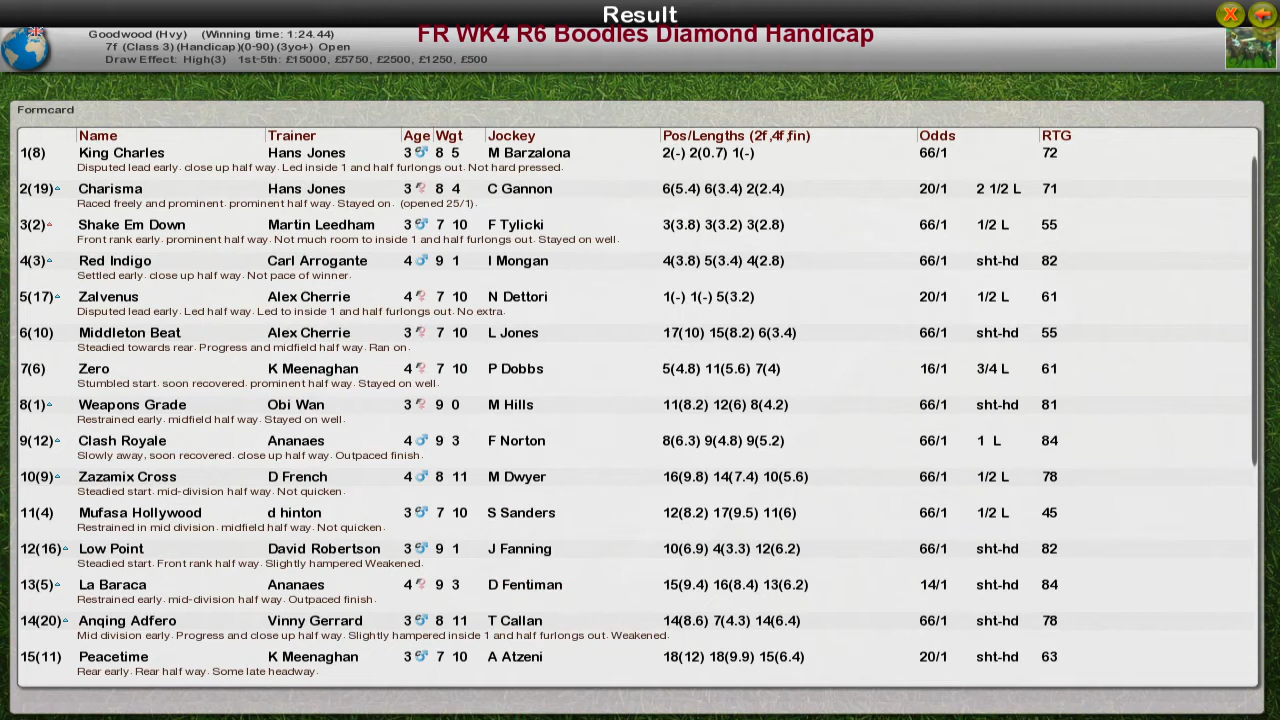 Result
Goodwood (Hvy) (Winning time: 1:24.44)
FR WK4 R6 Boodles Diamond Handicap
7f (Class 3) (Handicap)(0-90) (3yo+) Open
Draw Effect: High(3) 1st-5th: £15000, £5750, £2500, £1250, £500
Formcard
Name Trainer Age Wgt Jockey Pos/Lengths (2f,4f,fin) Odds RTG
1(8) King Charles Hans Jones 3 8 5 M Barzalona 2(-) 2(0.7) 1(-) 66/1 72
Disputed lead early. close up half way. Led inside 1 and half furlongs out. Not hard pressed.
2(19) Charisma Hans Jones 3 8 4 C Gannon 6(5.4) 6(3.4) 2(2.4) 20/1 2 1/2 L 71
Raced freely and prominent. prominent half way. Stayed on. (opened 25/1).
3(2) Shake Em Down Martin Leedham 3 7 10 F Tylicki 3(3.8) 3(3.2) 3(2.8) 66/1 1/2 L 55
Front rank early. prominent half way. Not much room to inside 1 and half furlongs out. Stayed on well.
4(3) Red Indigo Carl Arrogante 4 9 1 I Mongan 4(3.8) 5(3.4) 4(2.8) 66/1 sht-hd 82
Settled early. close up half way. Not pace of winner.
5(17) Zalvenus Alex Cherrie 4 7 10 N Dettori 1(-) 1(-) 5(3.2) 20/1 1/2 L 61
Disputed lead early. Led half way. Led to inside 1 and half furlongs out. No extra.
6(10) Middleton Beat Alex Cherrie 3 7 10 L Jones 17(10) 15(8.2) 6(3.4) 66/1 sht-hd 55
Steadied towards rear. Progress and midfield half way. Ran on.
7(6) Zero K Meenaghan 4 7 10 P Dobbs 5(4.8) 11(5.6) 7(4) 16/1 3/4 L 61
Stumbled start. soon recovered. prominent half way. Stayed on well.
8(1) Weapons Grade Obi Wan 3 9 0 M Hills 11(8.2) 12(6) 8(4.2) 66/1 sht-hd 81
Restrained early. midfield half way. Stayed on well.
9(12) Clash Royale Ananaes 4 9 3 F Norton 8(6.3) 9(4.8) 9(5.2) 66/1 1 L 84
Slowly away, soon recovered. close up half way. Outpaced finish.
10(9) Zazamix Cross D French 4 8 11 M Dwyer 16(9.8) 14(7.4) 10(5.6) 66/1 1/2 L 78
Steadied start. mid-division half way. Not quicken.
11(4) Mufasa Hollywood d hinton 3 7 10 S Sanders 12(8.2) 17(9.5) 11(6) 66/1 1/2 L 45
Restrained in mid division. midfield half way. Not quicken.
12(16) Low Point David Robertson 3 9 1 J Fanning 10(6.9) 4(3.3) 12(6.2) 66/1 sht-hd 82
Steadied start. Front rank half way. Slightly hampered Weakened.
13(5) La Baraca Ananaes 4 9 3 D Fentiman 15(9.4) 16(8.4) 13(6.2) 14/1 sht-hd 84
Restrained early. mid-division half way. Outpaced finish.
14(20) Anqing Adfero Vinny Gerrard 3 8 11 T Callan 14(8.6) 7(4.3) 14(6.4) 66/1 sht-hd 78
Mid division early. Progress and close up half way. Slightly hampered inside 1 and half furlongs out. Weakened.
15(11) Peacetime K Meenaghan 3 7 10 A Atzeni 18(12) 18(9.9) 15(6.4) 20/1 sht-hd 63
Rear early. Rear half way. Some late headway.